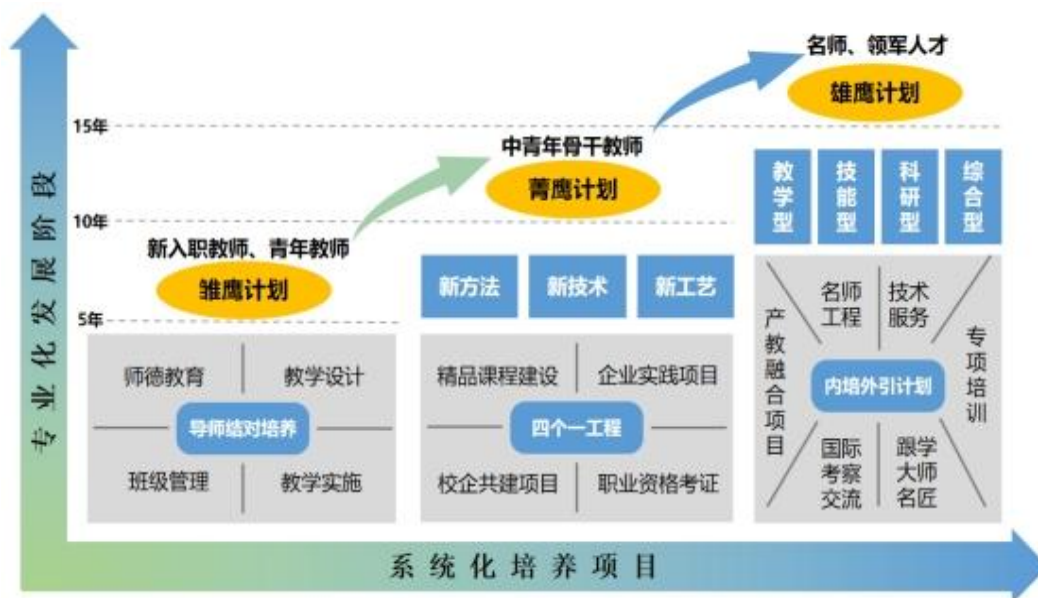 名师、领军人才
雄鹰计划
15年
中青年骨干教师
菁鹰计划
10年
新入职教师、青年教师
雏鹰计划
5年
专业化发展阶段
师德教育
教学设计
导师结对培养
班级管理
教学实施
新方法
新技术
新工艺
精品课程建设
企业实践项目
四个一工程
校企共建项目
职业资格考证
教学型
技能型
科研型
综合型
产教融合项目
名师
工程
技术
服务
专项培训
内培外引计划
国际
考察
交流
跟学
大师
名匠
系统化培养项目